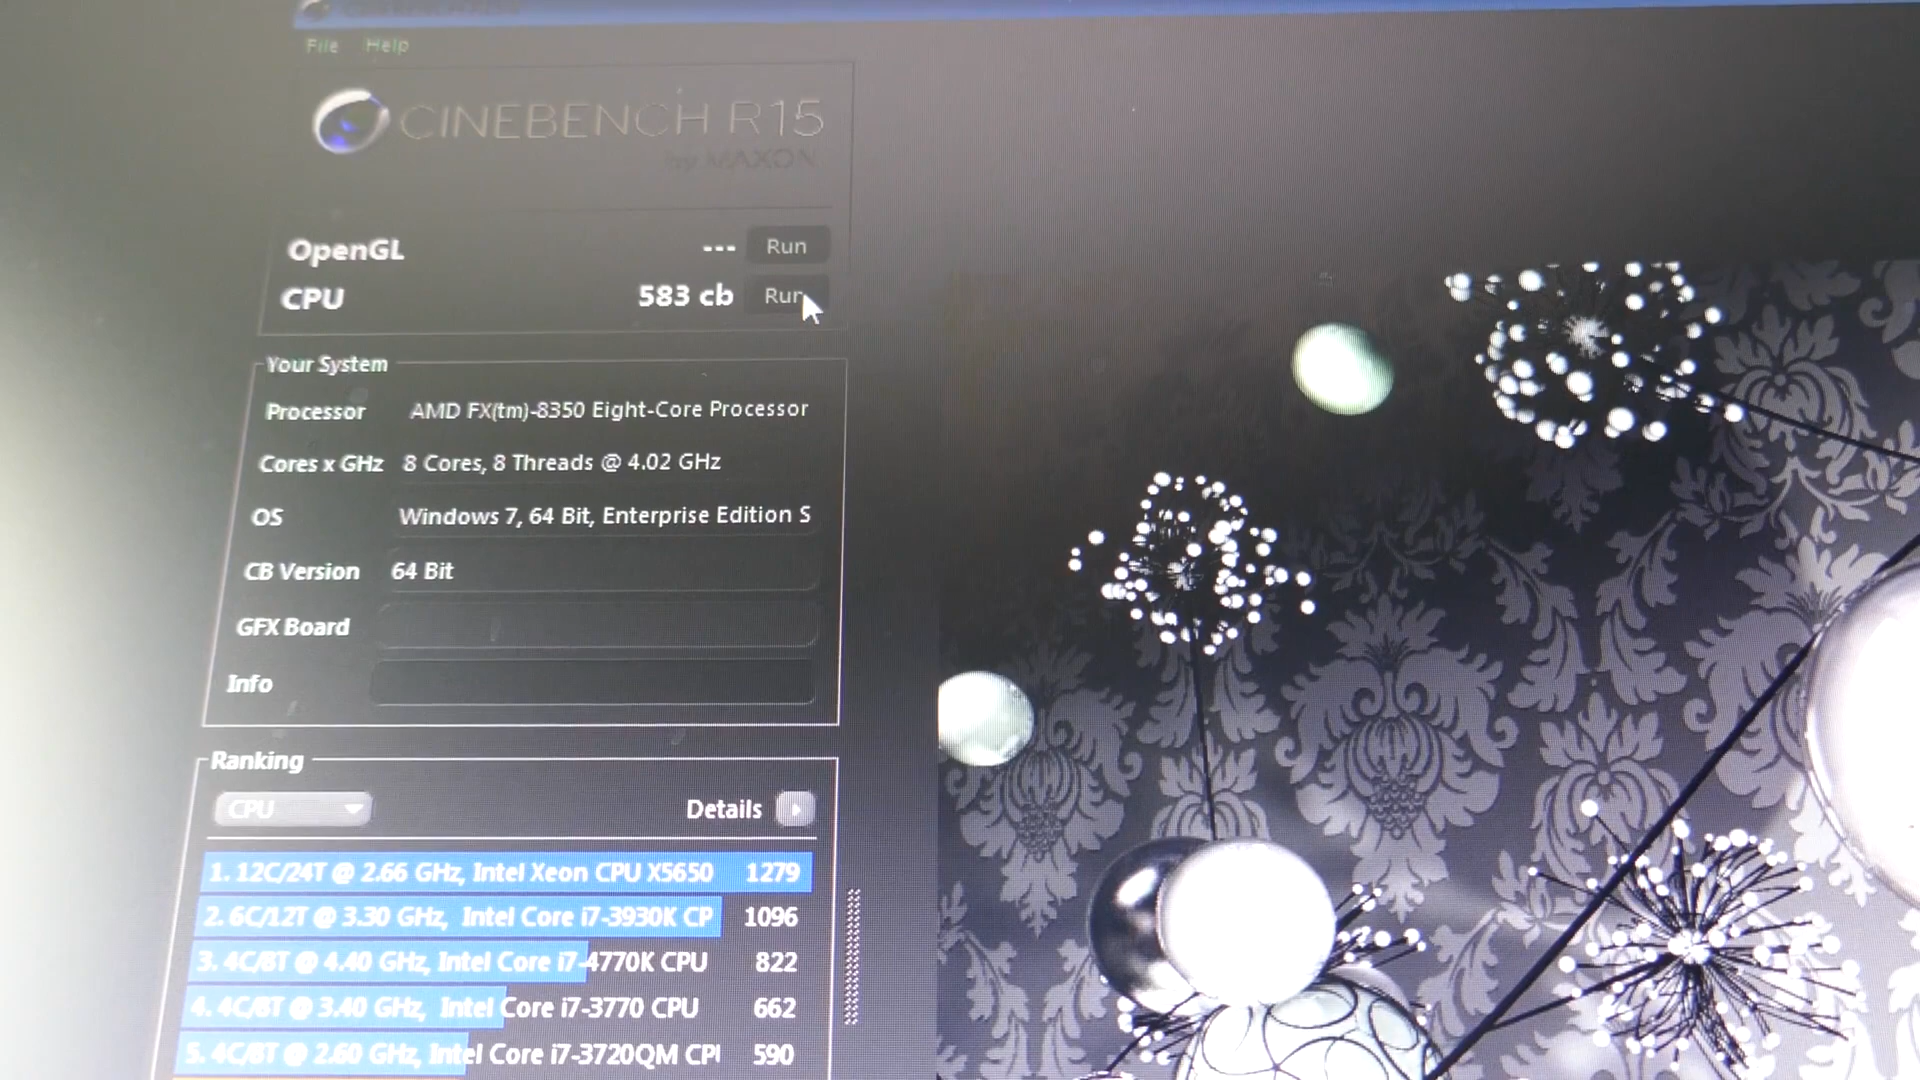 File Help
CINEBENCH R15
by MAXON
OpenGL --- Run
CPU 583 cb Run
Your System
Processor AMD FX(tm)-8350 Eight-Core Processor
Cores x GHz 8 Cores, 8 Threads @ 4.02 GHz
OS Windows 7, 64 Bit, Enterprise Edition S
CB Version 64 Bit
GFX Board
Info
Ranking
CPU Details
1. 12C/24T @ 2.66 GHz, Intel Xeon CPU X5650 1279
2. 6C/12T @ 3.30 GHz, Intel Core i7-3930K CP 1096
3. 4C/8T @ 4.40 GHz, Intel Core i7-4770K CPU 822
4. 4C/8T @ 3.40 GHz, Intel Core i7-3770 CPU 662
5. 4C/8T @ 2.60 GHz, Intel Core i7-3720QM CPI 590